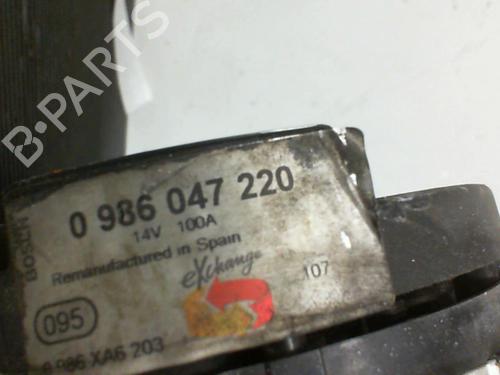 B-PARTS
BOSCH
0 986 047 220
14V 100A
Remanufactured in Spain
eXchange
107
095
0 986 XA6 203